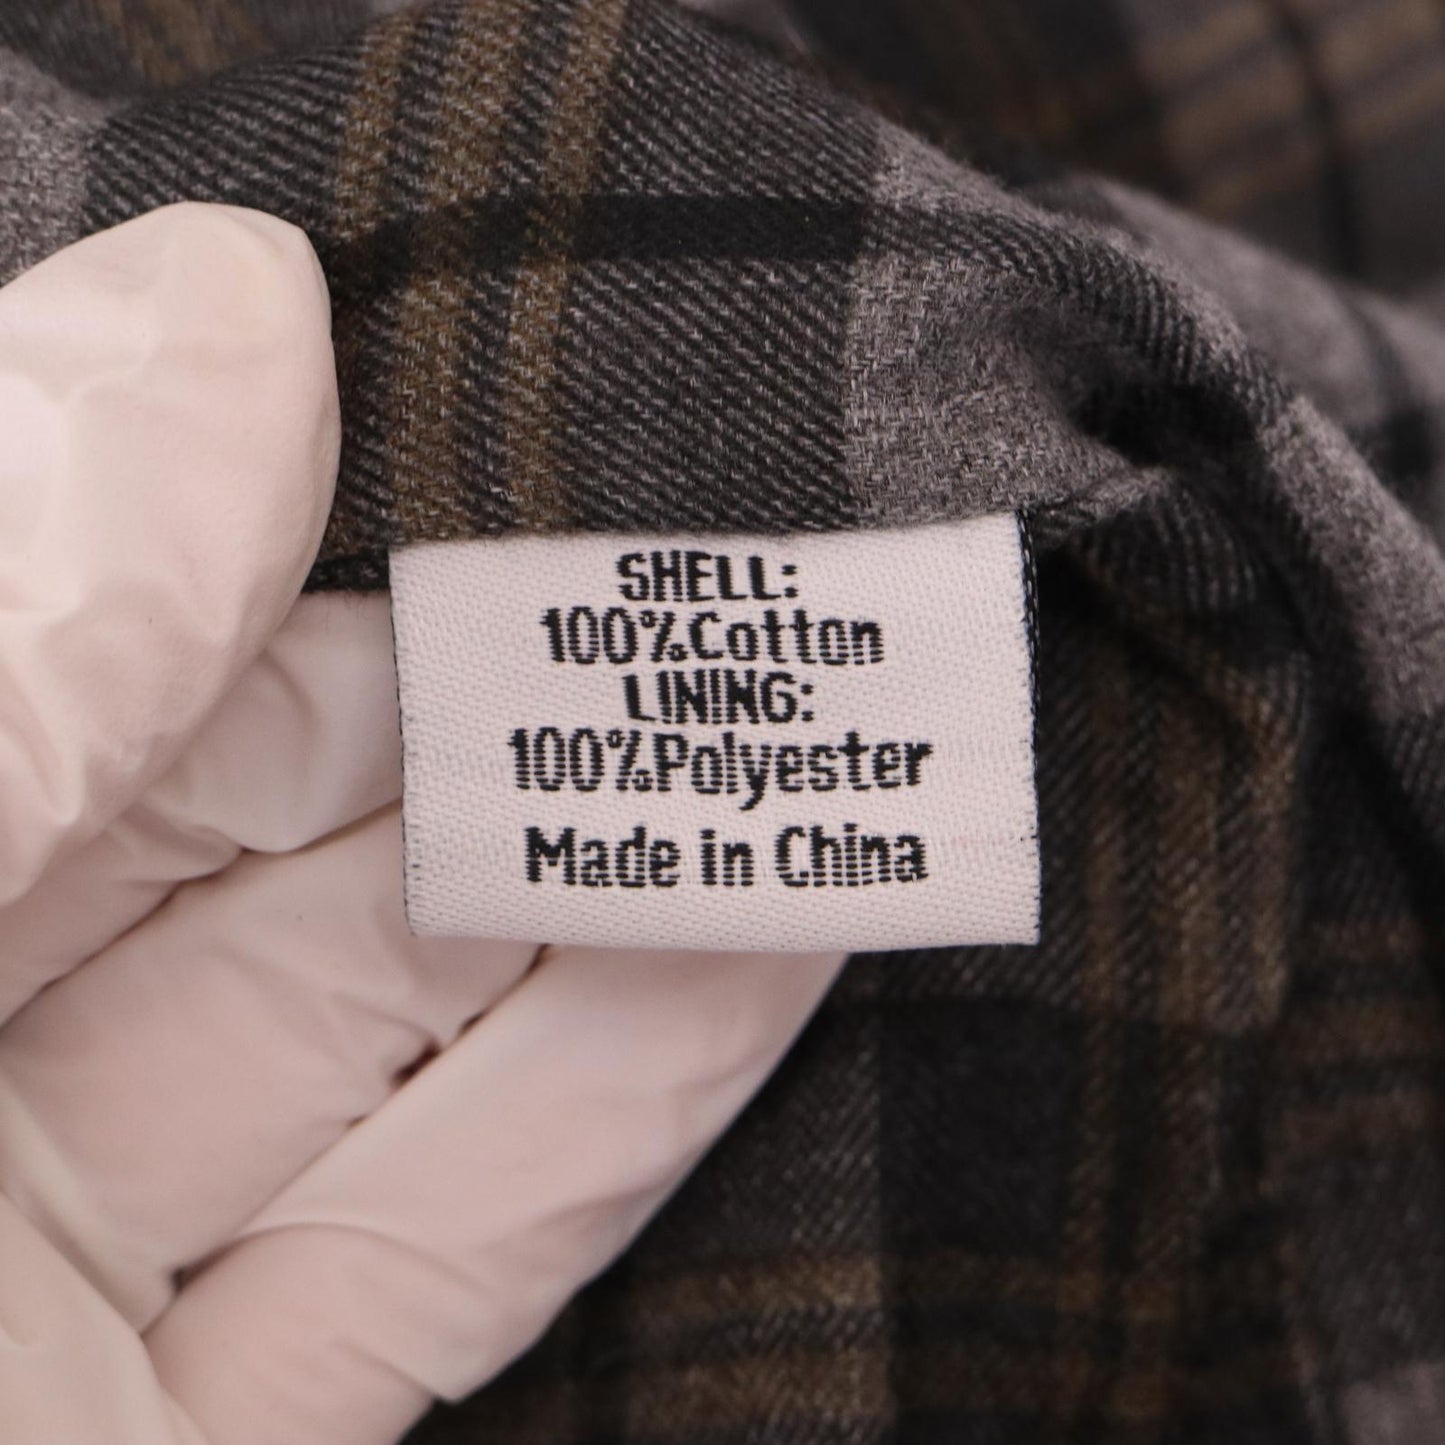 SHELL:
100%Cotton
LINING:
100%Polyester
Made in China